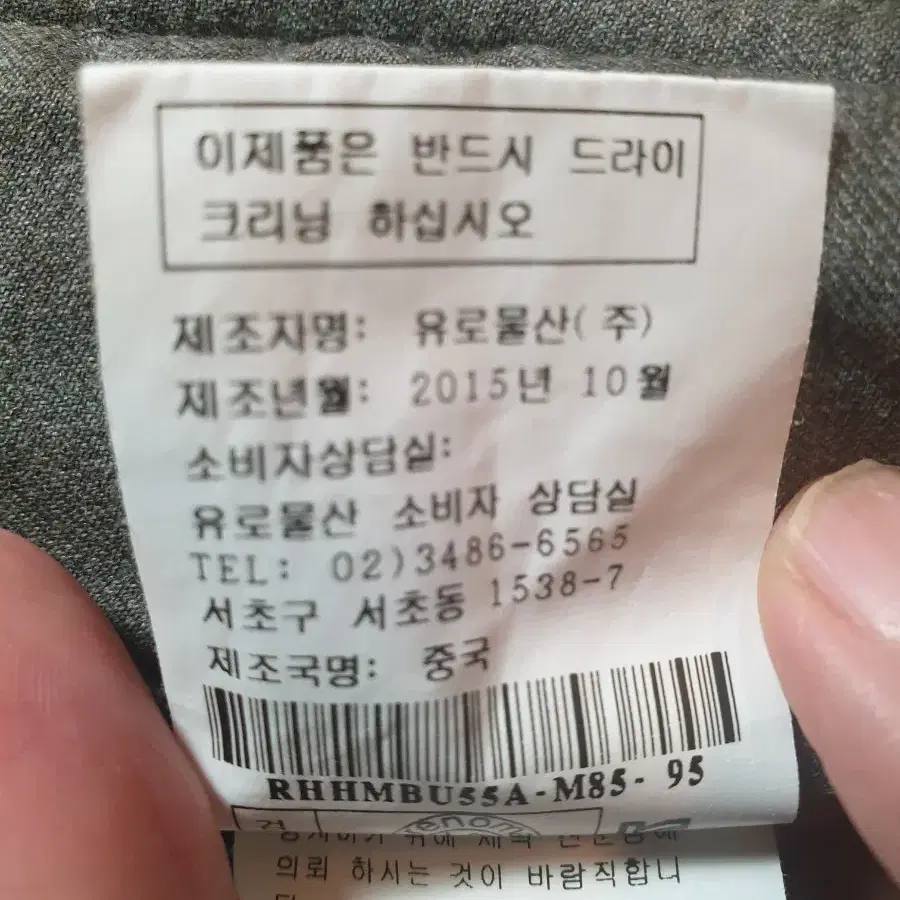 이제품은 반드시 드라이
크리닝 하십시오
제조자명: 유로물산(주)
제조년월: 2015년 10월
소비자상담실:
유로물산 소비자 상담실
TEL: 02)3486-6565
서초구 서초동 1538-7
제조국명: 중국
RHHMBU55A-M85- 95
의뢰 하시는 것이 바람직합니